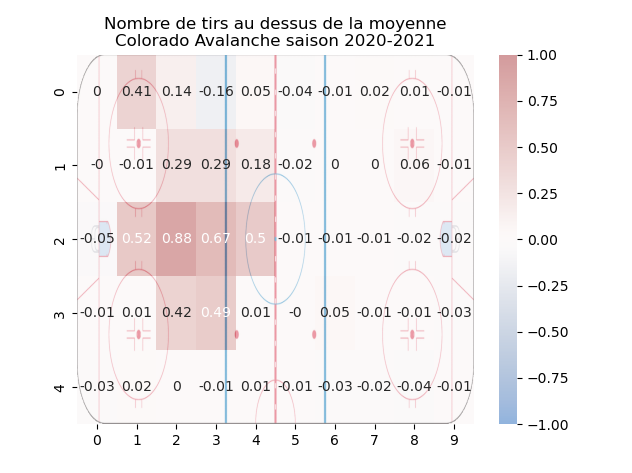 Nombre de tirs au dessus de la moyenne
Colorado Avalanche saison 2020-2021
0 0 0.41 0.14 -0.16 0.05 -0.04 -0.01 0.02 0.01 -0.01
1 -0 -0.01 0.29 0.29 0.18 -0.02 0 0 0.06 -0.01
2 -0.05 0.52 0.88 0.67 0.5 -0.01 -0.01 -0.01 -0.02 -0.02
3 -0.01 0.01 0.42 0.49 0.01 -0 0.05 -0.01 -0.01 -0.03
4 -0.03 0.02 0 -0.01 0.01 -0.01 -0.03 -0.02 -0.04 -0.01
0 1 2 3 4 5 6 7 8 9
1.00
0.75
0.50
0.25
0.00
−0.25
−0.50
−0.75
−1.00